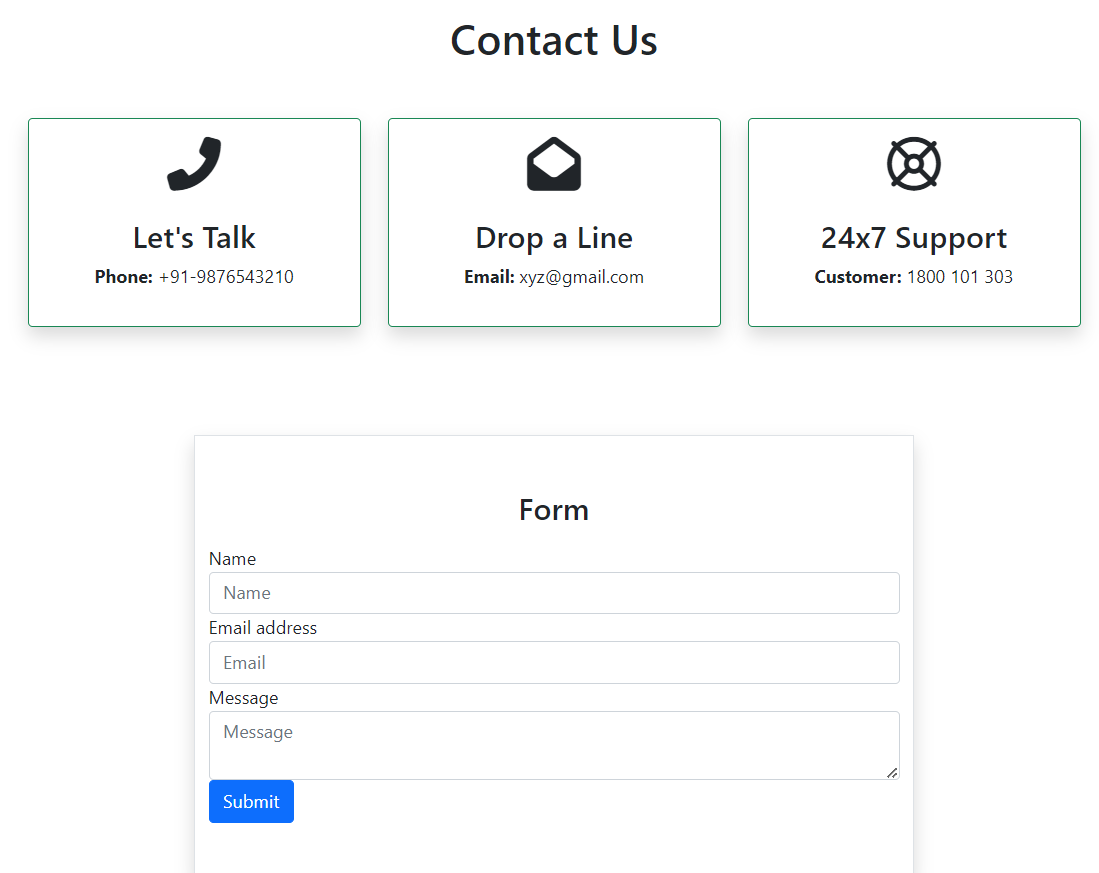 Contact Us
Let's Talk
Phone: +91-9876543210
Drop a Line
Email: xyz@gmail.com
24x7 Support
Customer: 1800 101 303
Form
Name
Name
Email address
Email
Message
Message
Submit